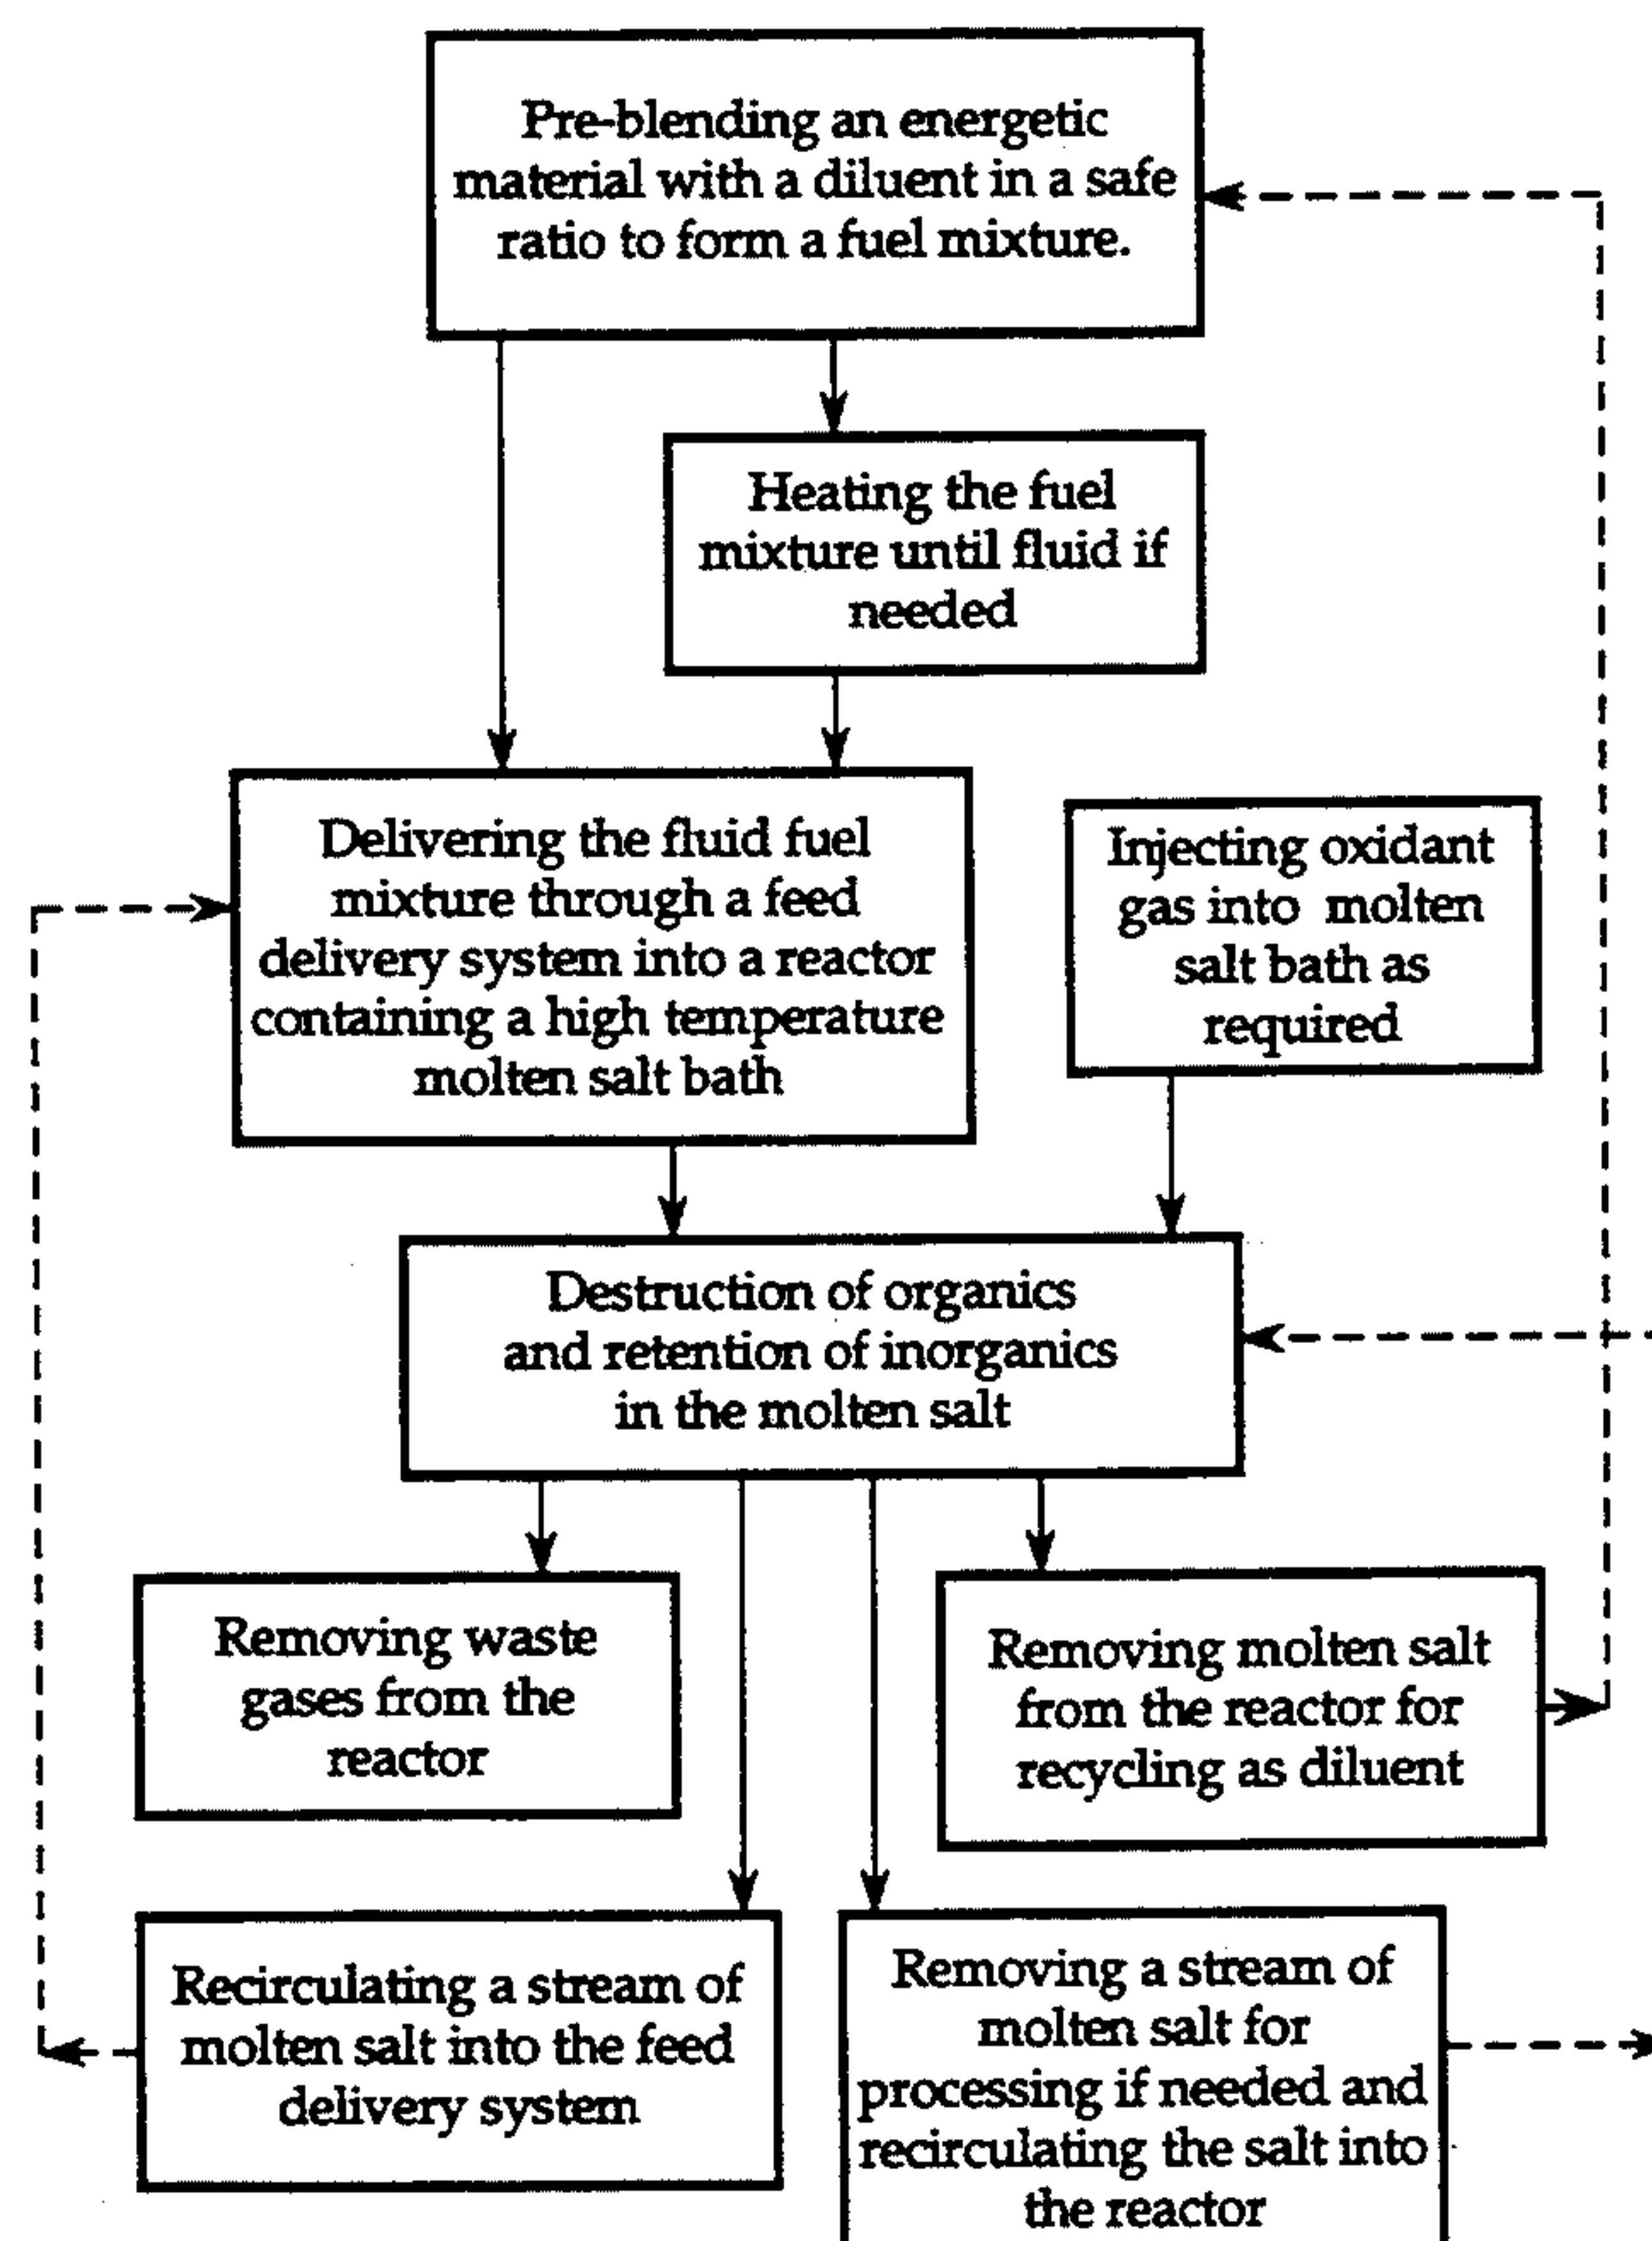 Pre-blending an energetic
material with a diluent in a safe
ratio to form a fuel mixture.
Heating the fuel
mixture until fluid if
needed
Delivering the fluid fuel
mixture through a feed
delivery system into a reactor
containing a high temperature
molten salt bath
Injecting oxidant
gas into molten
salt bath as
required
Destruction of organics
and retention of inorganics
in the molten salt
Removing waste
gases from the
reactor
Removing molten salt
from the reactor for
recycling as diluent
Recirculating a stream of
molten salt into the feed
delivery system
Removing a stream of
molten salt for
processing if needed and
recirculating the salt into
the reactor